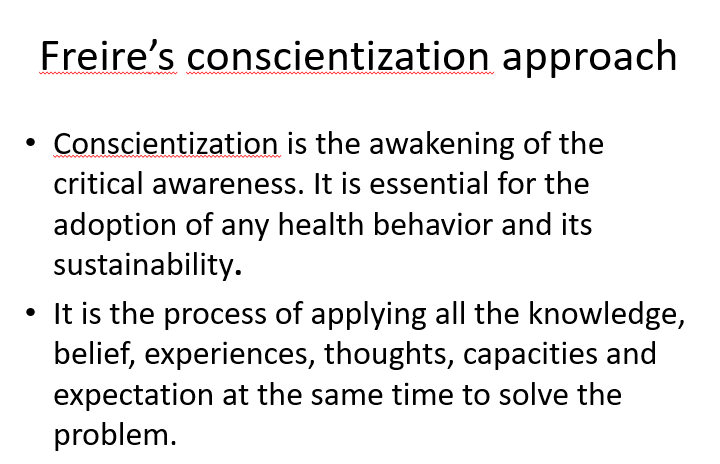 Freire’s conscientization approach
• Conscientization is the awakening of the
critical awareness. It is essential for the
adoption of any health behavior and its
sustainability.
• It is the process of applying all the knowledge,
belief, experiences, thoughts, capacities and
expectation at the same time to solve the
problem.